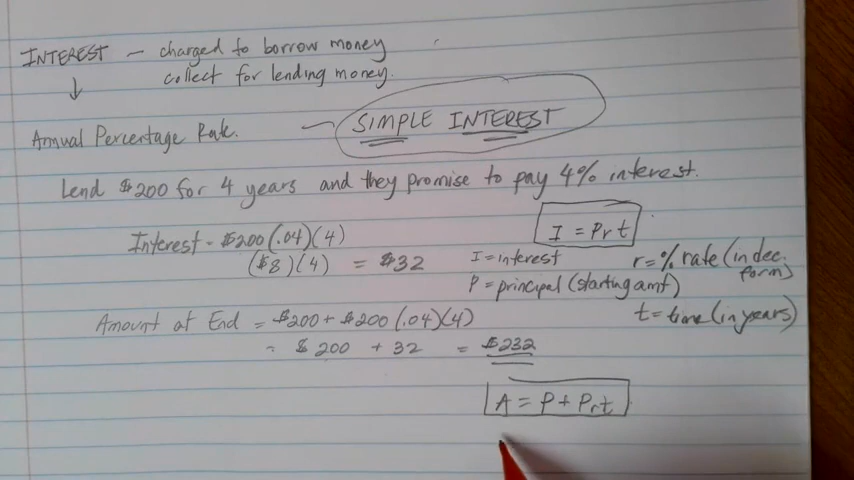 INTEREST - charged to borrow money
collect for lending money.
↓
Annual Percentage Rate. - SIMPLE INTEREST
Lend $200 for 4 years and they promise to pay 4% interest.
I = Prt
Interest = $200(.04)(4)
($8)(4) = $32
I = interest
P = principal (starting amt)
r = % rate (in dec. form)
t = time (in years)
Amount at End = $200 + $200(.04)(4)
= $200 + 32 = $232
A = P + Prt